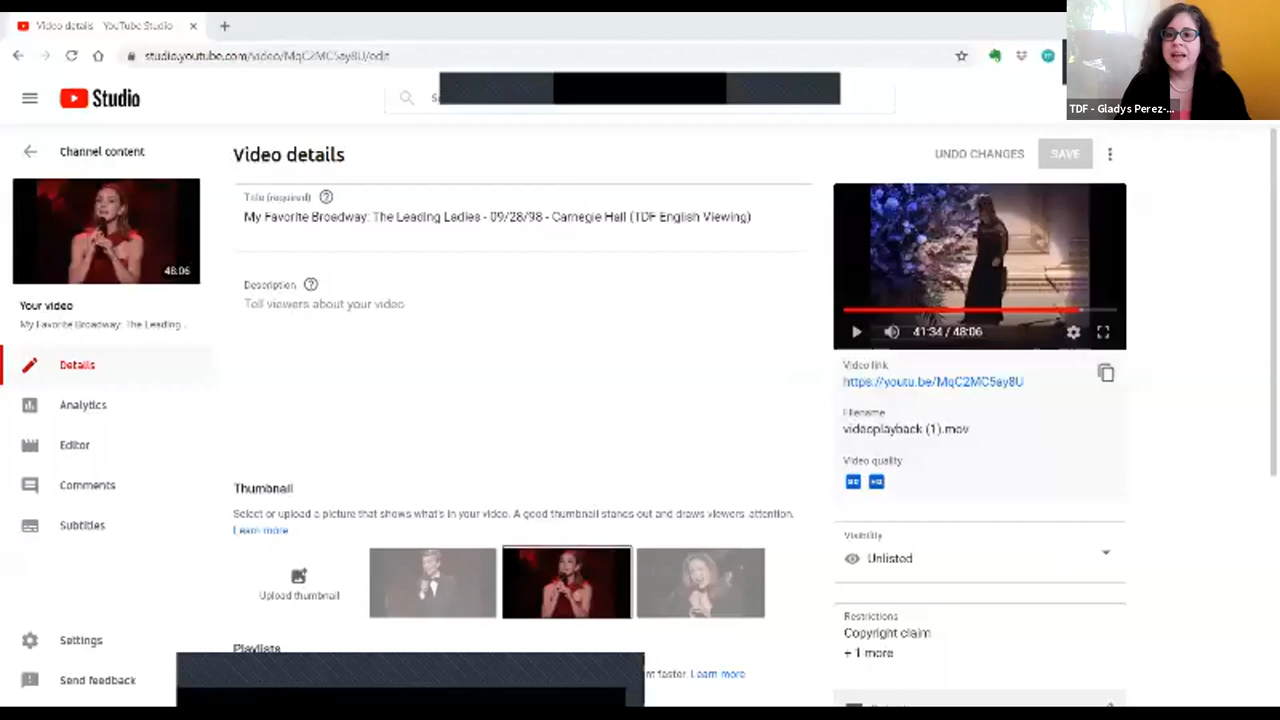 Video details - YouTube Studio
studio.youtube.com/video/MqC2MC5ay8U/edit
TDF - Gladys Perez-...
Studio
Channel content
Video details
UNDO CHANGES
SAVE
Title (required)
My Favorite Broadway: The Leading Ladies - 09/28/98 - Carnegie Hall (TDF English Viewing)
48:06
Description
Tell viewers about your video
Your video
My Favorite Broadway: The Leading ...
41:34 / 48:06
Video link
https://youtu.be/MqC2MC5ay8U
Filename
videoplayback (1).mov
Video quality
SD HD
Details
Analytics
Editor
Comments
Subtitles
Settings
Send feedback
Thumbnail
Select or upload a picture that shows what's in your video. A good thumbnail stands out and draws viewers' attention.
Learn more
Upload thumbnail
Playlists
nt faster. Learn more
Visibility
Unlisted
Restrictions
Copyright claim
+ 1 more